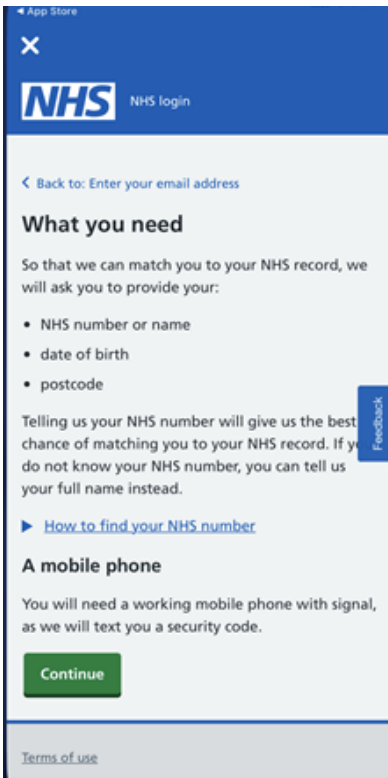 App Store
NHS NHS login
Back to: Enter your email address
What you need
So that we can match you to your NHS record, we
will ask you to provide your:
• NHS number or name
• date of birth
• postcode
Feedback
Telling us your NHS number will give us the best
chance of matching you to your NHS record. If
do not know your NHS number, you can tell us
your full name instead.
How to find your NHS number
A mobile phone
You will need a working mobile phone with signal,
as we will text you a security code.
Continue
Terms of use